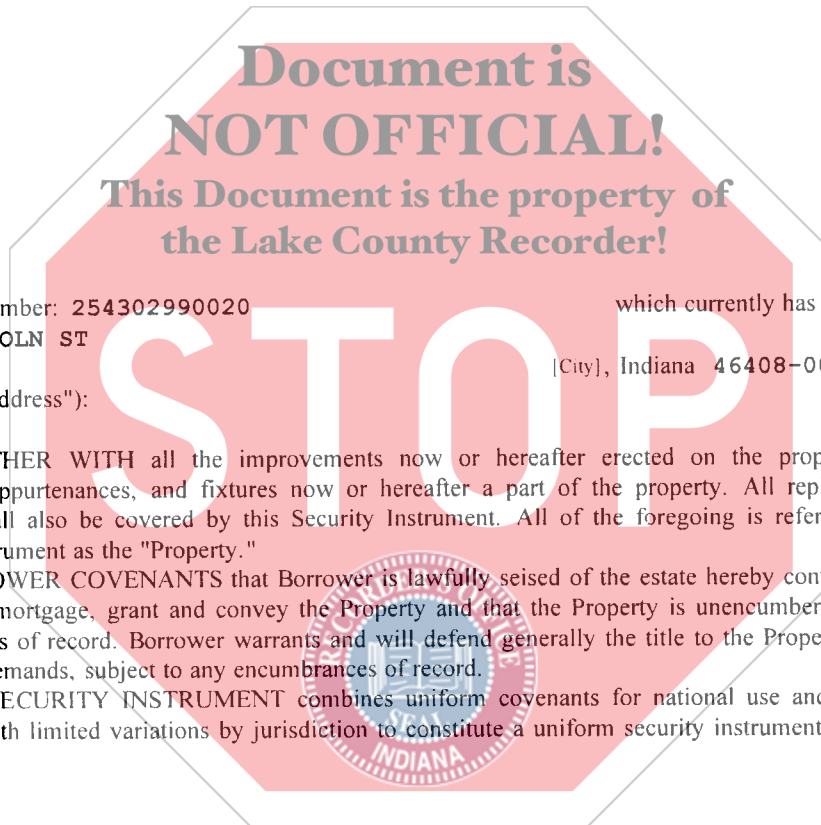 Document is
NOT OFFICIAL!
This Document is the property of
the Lake County Recorder!
mber: 254302990020 which currently has
OLN ST
[City], Indiana 46408-00
ddress"):
STOP
THER WITH all the improvements now or hereafter erected on the prop
ppurtenances, and fixtures now or hereafter a part of the property. All rep
ll also be covered by this Security Instrument. All of the foregoing is refer
rument as the "Property."
OWER COVENANTS that Borrower is lawfully seised of the estate hereby con
mortgage, grant and convey the Property and that the Property is unencumber
s of record. Borrower warrants and will defend generally the title to the Prope
emands, subject to any encumbrances of record.
ECURITY INSTRUMENT combines uniform covenants for national use and
th limited variations by jurisdiction to constitute a uniform security instrument
SEAL
INDIANA